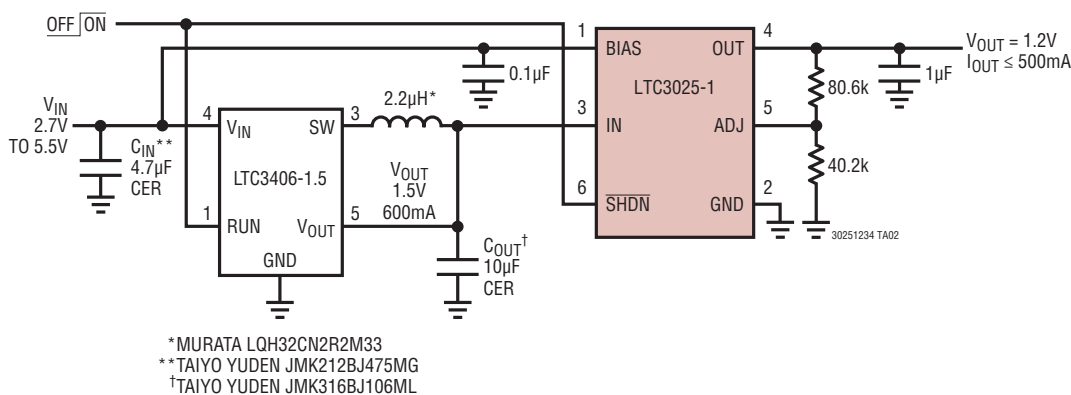 OFF ON
1
BIAS
OUT
4
VOUT = 1.2V
IOUT ≤ 500mA
0.1µF
LTC3025-1
1µF
80.6k
2.2µH*
VIN
2.7V
TO 5.5V
4
VIN
SW
3
3
IN
ADJ
5
CIN**
4.7µF
CER
LTC3406-1.5
VOUT
1.5V
600mA
40.2k
1
RUN
VOUT
5
6
SHDN
GND
2
GND
COUT†
10µF
CER
30251234 TA02
*MURATA LQH32CN2R2M33
**TAIYO YUDEN JMK212BJ475MG
†TAIYO YUDEN JMK316BJ106ML